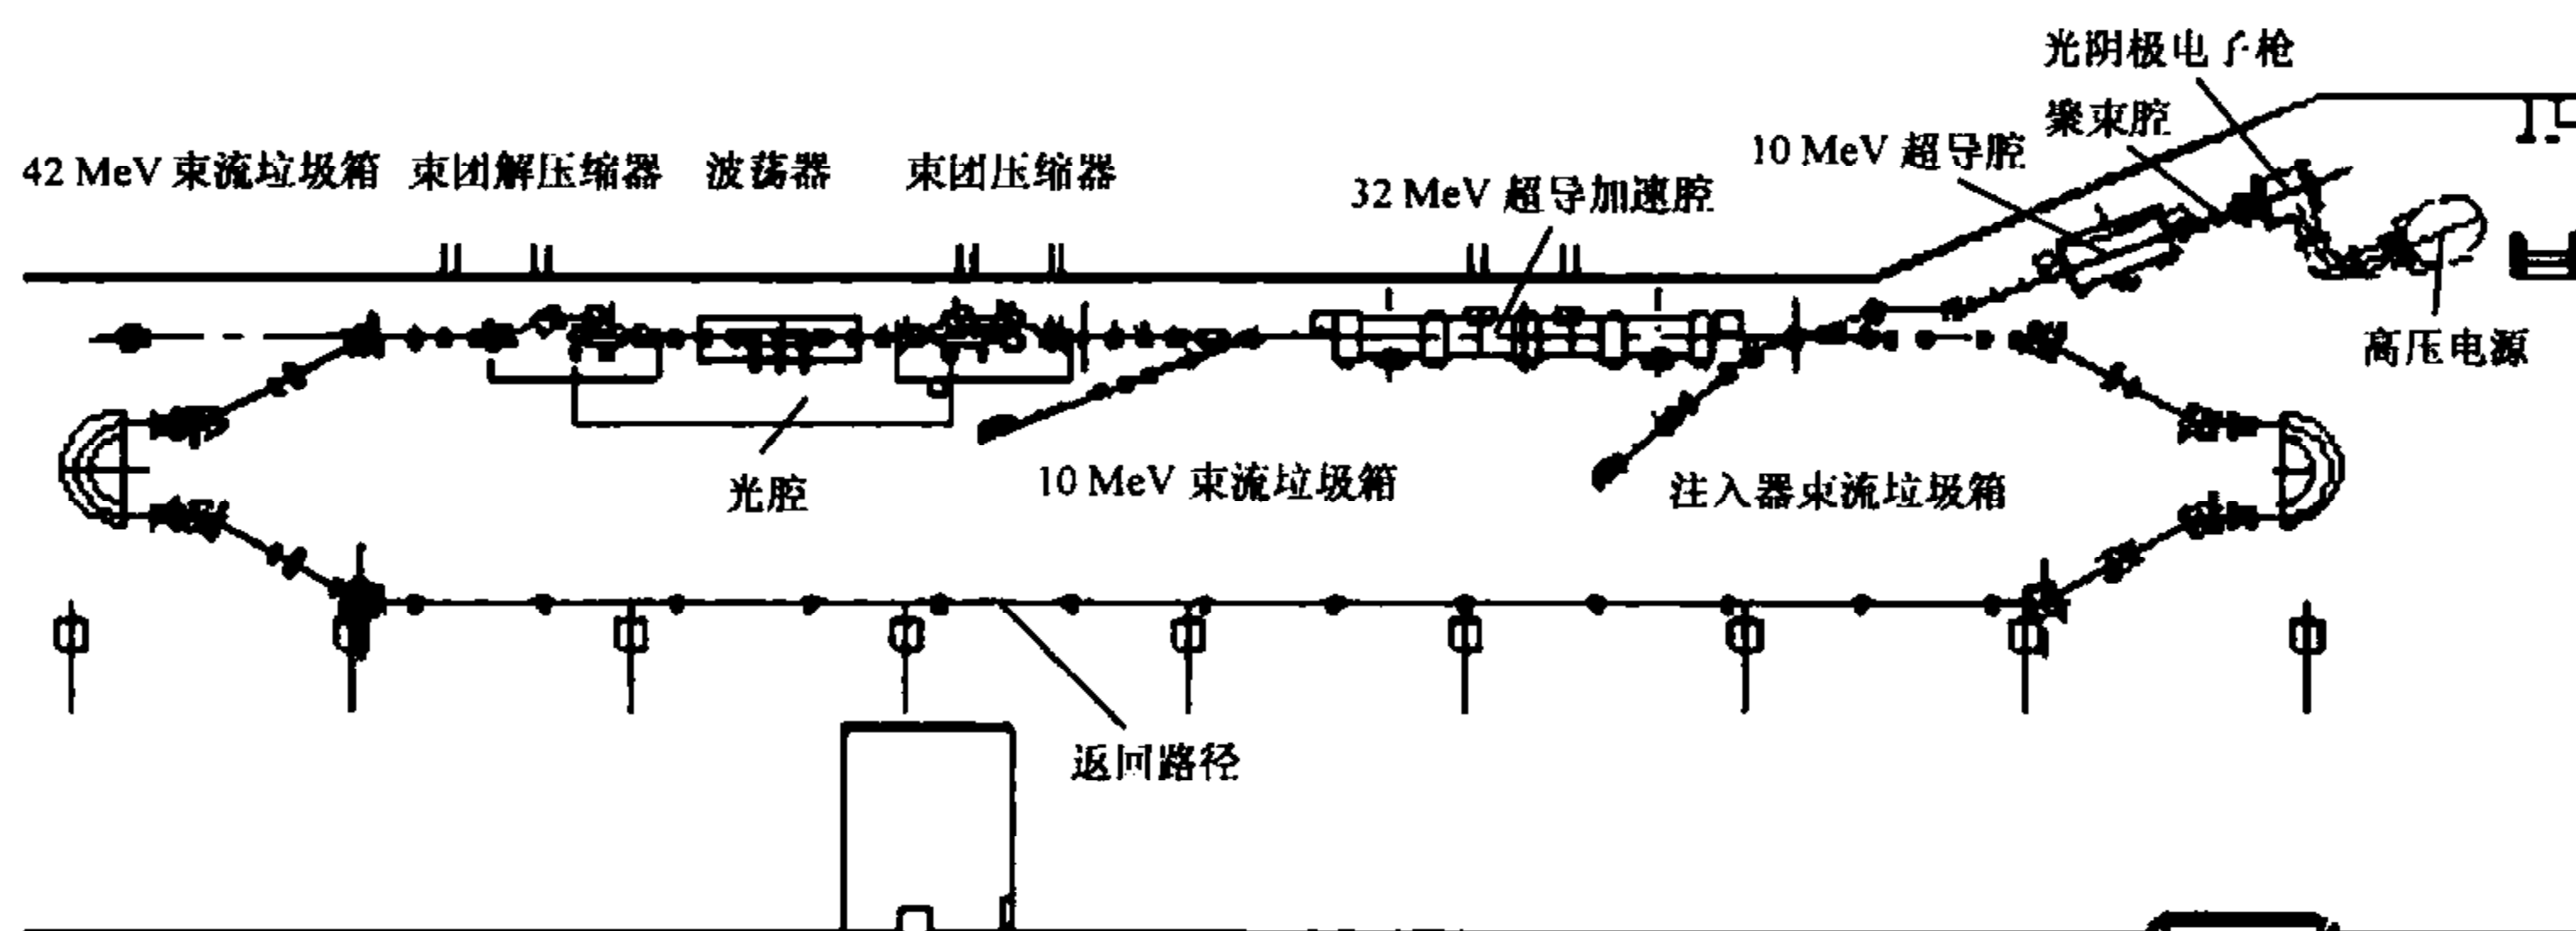 光阴极电子枪
聚束腔
10 MeV 超导腔
42 MeV 束流垃圾箱
束团解压缩器
波荡器
束团压缩器
32 MeV 超导加速腔
高压电源
光腔
10 MeV 束流垃圾箱
注入器束流垃圾箱
返回路径